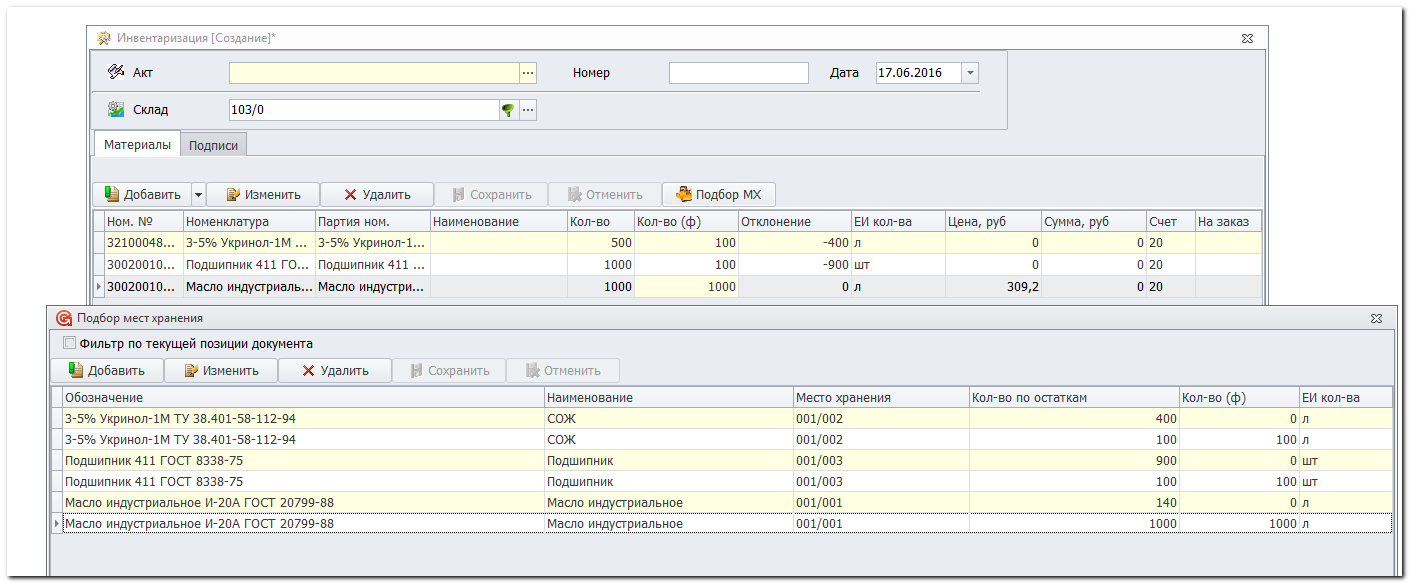 Инвентаризация [Создание]*
Акт ... Номер Дата 17.06.2016
Склад 103/0 ...
Материалы Подписи
Добавить Изменить Удалить Сохранить Отменить Подбор МХ
Ном. № Номенклатура Партия ном. Наименование Кол-во Кол-во (ф) Отклонение ЕИ кол-ва Цена, руб Сумма, руб Счет На заказ
32100048... 3-5% Укринол-1М ... 3-5% Укринол-1... 500 100 -400 л 0 0 20
30020010... Подшипник 411 ГО... Подшипник 411 ... 1000 100 -900 шт 0 0 20
30020010... Масло индустриаль... Масло индустри... 1000 1000 0 л 309,2 0 20
Подбор мест хранения
Фильтр по текущей позиции документа
Добавить Изменить Удалить Сохранить Отменить
Обозначение Наименование Место хранения Кол-во по остаткам Кол-во (ф) ЕИ кол-ва
3-5% Укринол-1М ТУ 38.401-58-112-94 СОЖ 001/002 400 0 л
3-5% Укринол-1М ТУ 38.401-58-112-94 СОЖ 001/002 100 100 л
Подшипник 411 ГОСТ 8338-75 Подшипник 001/003 900 0 шт
Подшипник 411 ГОСТ 8338-75 Подшипник 001/003 100 100 шт
Масло индустриальное И-20А ГОСТ 20799-88 Масло индустриальное 001/001 140 0 л
Масло индустриальное И-20А ГОСТ 20799-88 Масло индустриальное 001/001 1000 1000 л